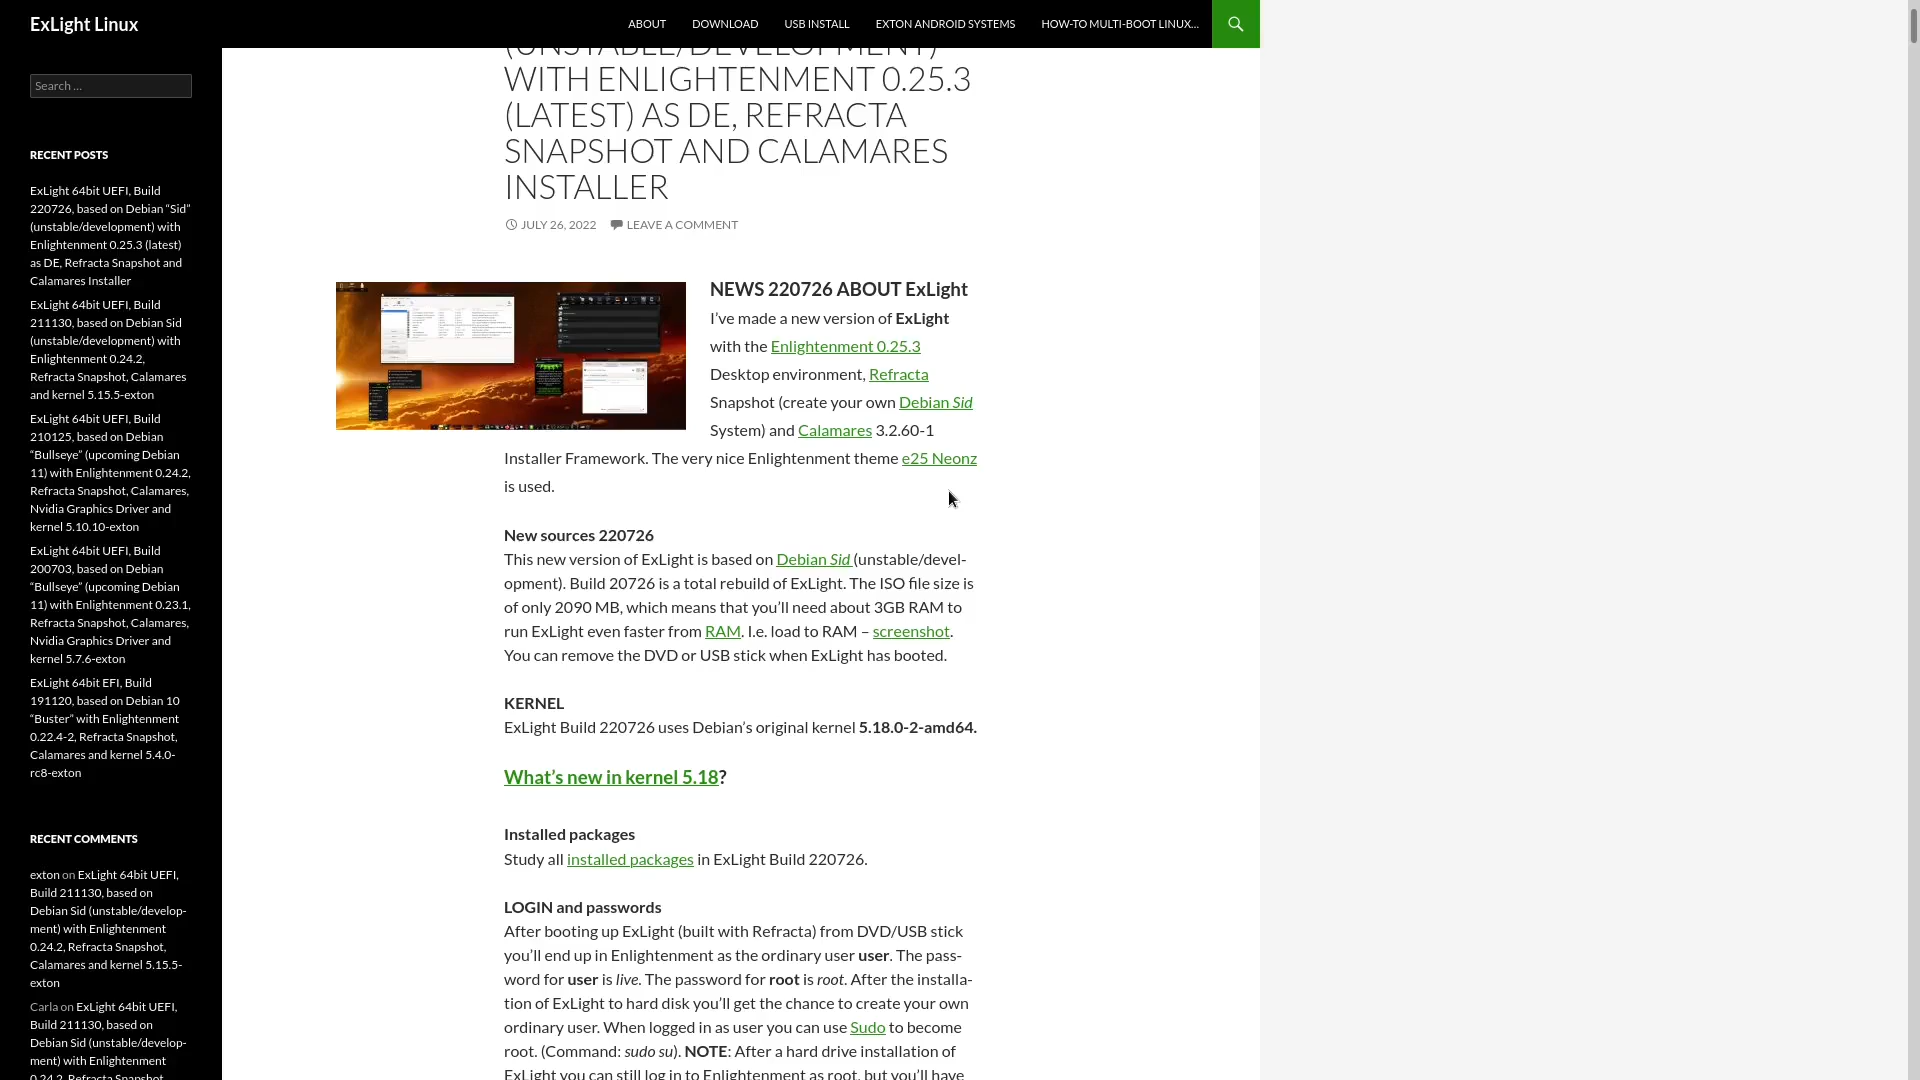 ExLight Linux
ABOUT
DOWNLOAD
USB INSTALL
EXTON ANDROID SYSTEMS
HOW-TO MULTI-BOOT LINUX…
Search …
RECENT POSTS
ExLight 64bit UEFI, Build
220726, based on Debian “Sid”
(unstable/development) with
Enlightenment 0.25.3 (latest)
as DE, Refracta Snapshot and
Calamares Installer
ExLight 64bit UEFI, Build
211130, based on Debian Sid
(unstable/development) with
Enlightenment 0.24.2,
Refracta Snapshot, Calamares
and kernel 5.15.5-exton
ExLight 64bit UEFI, Build
210125, based on Debian
“Bullseye” (upcoming Debian
11) with Enlightenment 0.24.2,
Refracta Snapshot, Calamares,
Nvidia Graphics Driver and
kernel 5.10.10-exton
ExLight 64bit UEFI, Build
200703, based on Debian
“Bullseye” (upcoming Debian
11) with Enlightenment 0.23.1,
Refracta Snapshot, Calamares,
Nvidia Graphics Driver and
kernel 5.7.6-exton
ExLight 64bit EFI, Build
191120, based on Debian 10
“Buster” with Enlightenment
0.22.4-2, Refracta Snapshot,
Calamares and kernel 5.4.0-
rc8-exton
RECENT COMMENTS
exton on ExLight 64bit UEFI,
Build 211130, based on
Debian Sid (unstable/develop-
ment) with Enlightenment
0.24.2, Refracta Snapshot,
Calamares and kernel 5.15.5-
exton
Carla on ExLight 64bit UEFI,
Build 211130, based on
Debian Sid (unstable/develop-
ment) with Enlightenment
0.24.2, Refracta Snapshot,
(UNSTABLE/DEVELOPMENT)
WITH ENLIGHTENMENT 0.25.3
(LATEST) AS DE, REFRACTA
SNAPSHOT AND CALAMARES
INSTALLER
JULY 26, 2022 LEAVE A COMMENT
NEWS 220726 ABOUT ExLight
I’ve made a new version of ExLight
with the Enlightenment 0.25.3
Desktop environment, Refracta
Snapshot (create your own Debian Sid
System) and Calamares 3.2.60-1
Installer Framework. The very nice Enlightenment theme e25 Neonz
is used.
New sources 220726
This new version of ExLight is based on Debian Sid (unstable/devel-
opment). Build 20726 is a total rebuild of ExLight. The ISO file size is
of only 2090 MB, which means that you’ll need about 3GB RAM to
run ExLight even faster from RAM. I.e. load to RAM – screenshot.
You can remove the DVD or USB stick when ExLight has booted.
KERNEL
ExLight Build 220726 uses Debian’s original kernel 5.18.0-2-amd64.
What’s new in kernel 5.18?
Installed packages
Study all installed packages in ExLight Build 220726.
LOGIN and passwords
After booting up ExLight (built with Refracta) from DVD/USB stick
you’ll end up in Enlightenment as the ordinary user user. The pass-
word for user is live. The password for root is root. After the installa-
tion of ExLight to hard disk you’ll get the chance to create your own
ordinary user. When logged in as user you can use Sudo to become
root. (Command: sudo su). NOTE: After a hard drive installation of
ExLight you can still log in to Enlightenment as root, but you’ll have